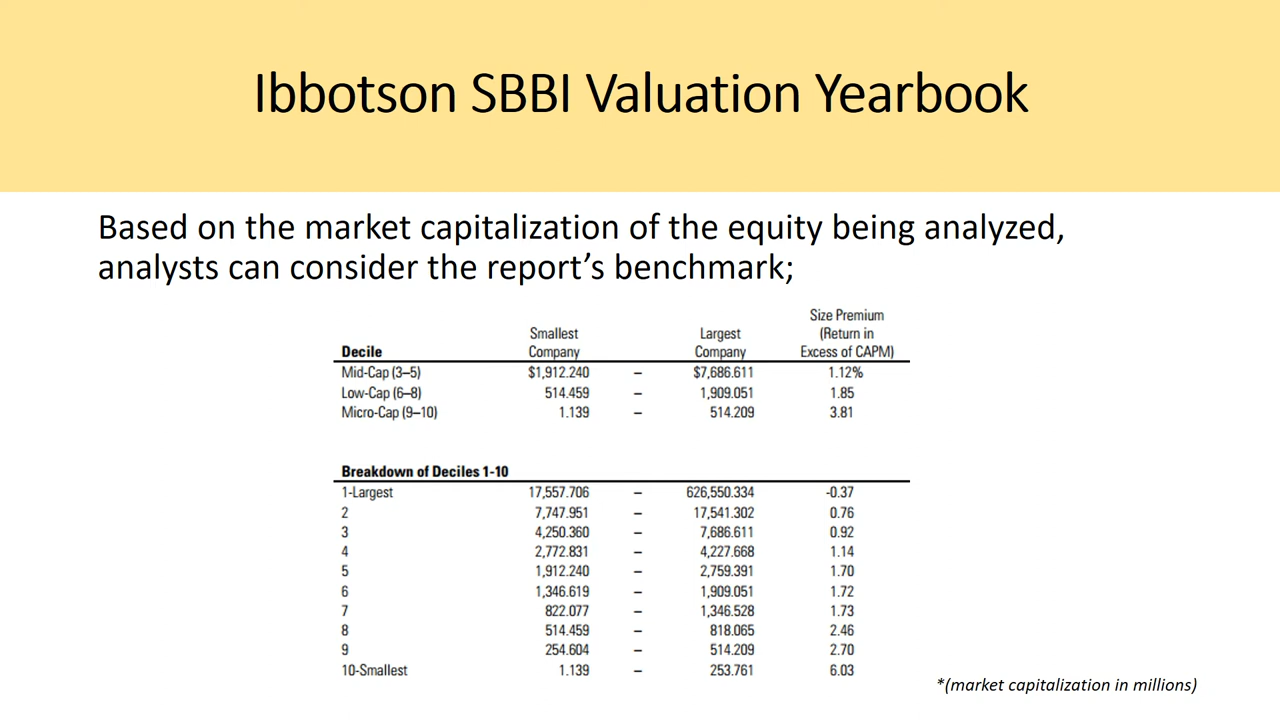 Ibbotson SBBI Valuation Yearbook
Based on the market capitalization of the equity being analyzed,
analysts can consider the report’s benchmark;
Size Premium
Smallest Largest (Return in
Decile Company Company Excess of CAPM)
Mid-Cap (3–5) $1,912.240 – $7,686.611 1.12%
Low-Cap (6–8) 514.459 – 1,909.051 1.85
Micro-Cap (9–10) 1.139 – 514.209 3.81
Breakdown of Deciles 1-10
1-Largest 17,557.706 – 626,550.334 -0.37
2 7,747.951 – 17,541.302 0.76
3 4,250.360 – 7,686.611 0.92
4 2,772.831 – 4,227.668 1.14
5 1,912.240 – 2,759.391 1.70
6 1,346.619 – 1,909.051 1.72
7 822.077 – 1,346.528 1.73
8 514.459 – 818.065 2.46
9 254.604 – 514.209 2.70
10-Smallest 1.139 – 253.761 6.03
*(market capitalization in millions)